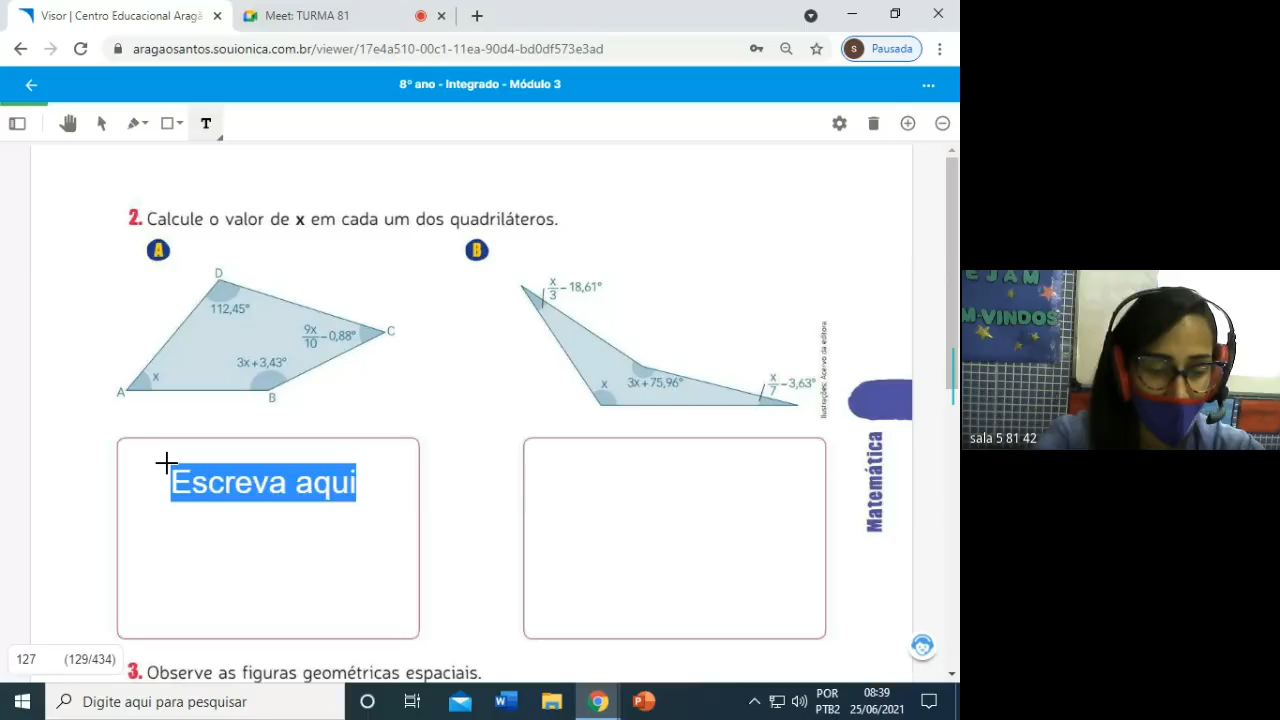 Visor | Centro Educacional Aragã
Meet: TURMA 81
aragaosantos.souionica.com.br/viewer/17e4a510-00c1-11ea-90d4-bd0df573e3ad
s
Pausada
8º ano - Integrado - Módulo 3
T
2. Calcule o valor de x em cada um dos quadriláteros.
A
B
D
112,45°
9x/10 – 0,88°
C
3x + 3,43°
x
A
B
x/3 – 18,61°
x
3x + 75,96°
x/7 – 3,63°
Ilustrações: Acervo da editora
Matemática
Escreva aqui
127 (129/434)
3. Observe as figuras geométricas espaciais.
Digite aqui para pesquisar
POR
PTB2
08:39
25/06/2021
EJAM
M-VINDOS
sala 5 81 42